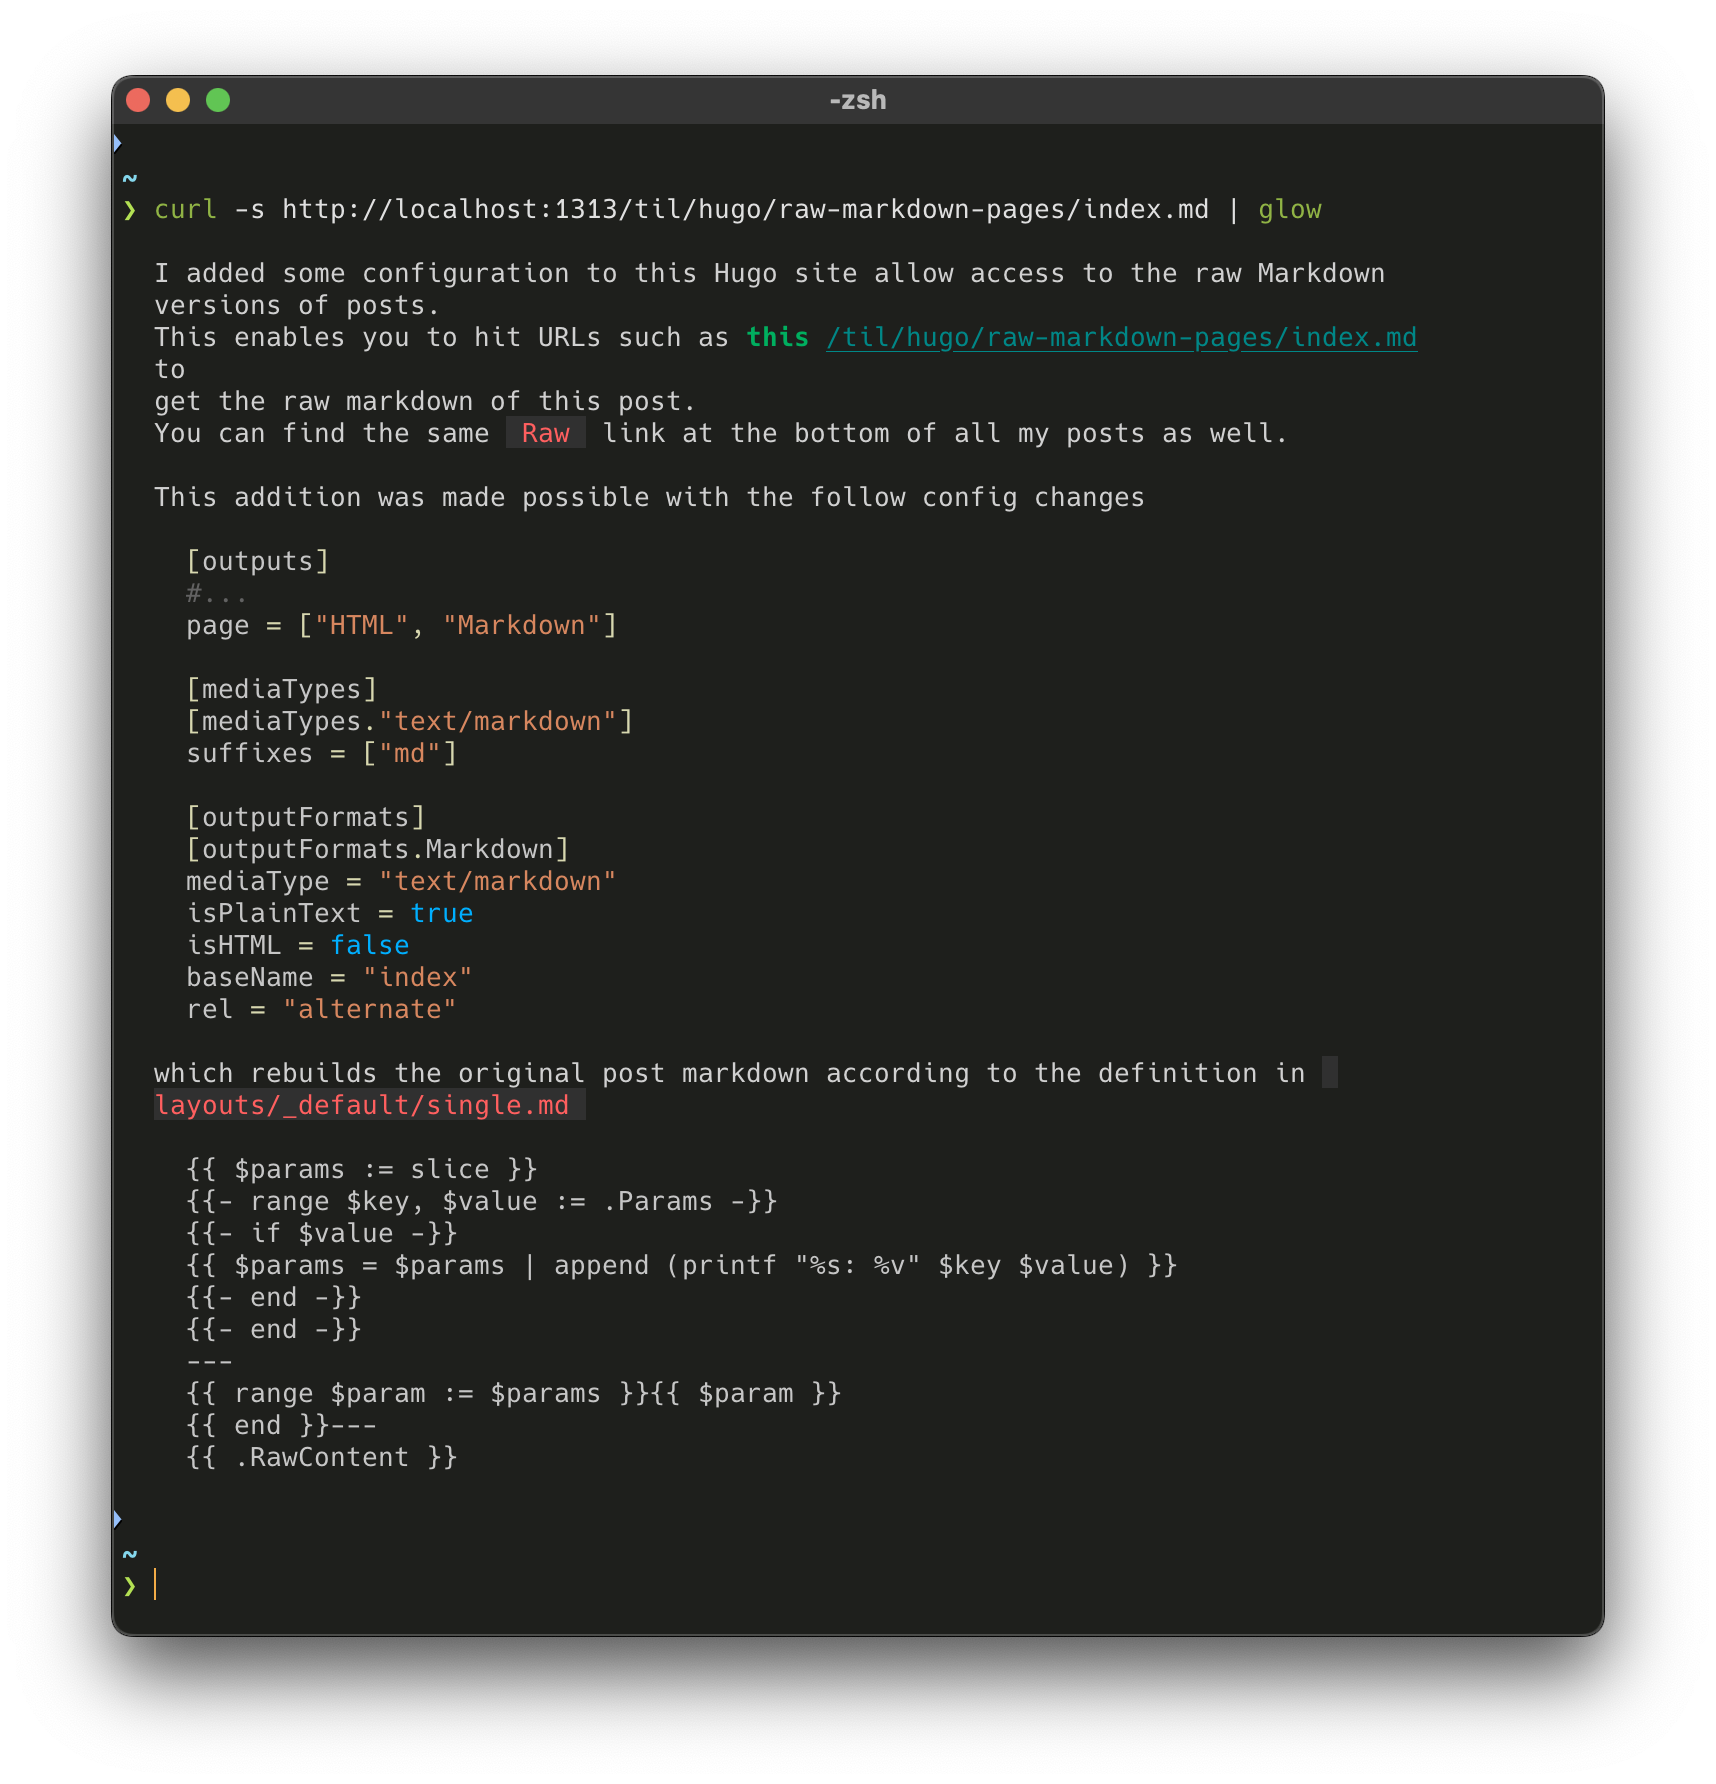 -zsh
~
❯ curl -s http://localhost:1313/til/hugo/raw-markdown-pages/index.md | glow
I added some configuration to this Hugo site allow access to the raw Markdown
versions of posts.
This enables you to hit URLs such as this /til/hugo/raw-markdown-pages/index.md
to
get the raw markdown of this post.
You can find the same Raw link at the bottom of all my posts as well.
This addition was made possible with the follow config changes
[outputs]
#...
page = ["HTML", "Markdown"]
[mediaTypes]
[mediaTypes."text/markdown"]
suffixes = ["md"]
[outputFormats]
[outputFormats.Markdown]
mediaType = "text/markdown"
isPlainText = true
isHTML = false
baseName = "index"
rel = "alternate"
which rebuilds the original post markdown according to the definition in
layouts/_default/single.md
{{ $params := slice }}
{{- range $key, $value := .Params -}}
{{- if $value -}}
{{ $params = $params | append (printf "%s: %v" $key $value) }}
{{- end -}}
{{- end -}}
---
{{ range $param := $params }}{{ $param }}
{{ end }}---
{{ .RawContent }}
~
❯